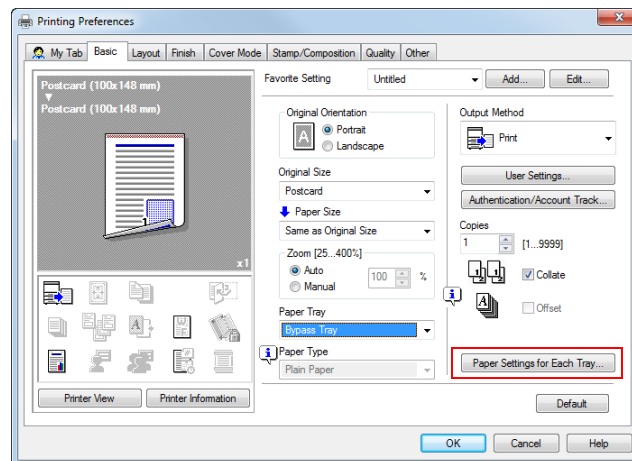 Printing Preferences
My Tab Basic Layout Finish Cover Mode Stamp/Composition Quality Other
Postcard (100x148 mm)
Postcard (100x148 mm)
1
x1
Printer View Printer Information
Favorite Setting Untitled Add... Edit...
Original Orientation
A Portrait
Landscape
Original Size
Postcard
Paper Size
Same as Original Size
Zoom [25...400%]
Auto
Manual
100 %
Paper Tray
Bypass Tray
Paper Type
Plain Paper
Output Method
Print
User Settings...
Authentication/Account Track...
Copies
1 [1...9999]
Collate
Offset
Paper Settings for Each Tray...
Default
OK Cancel Help